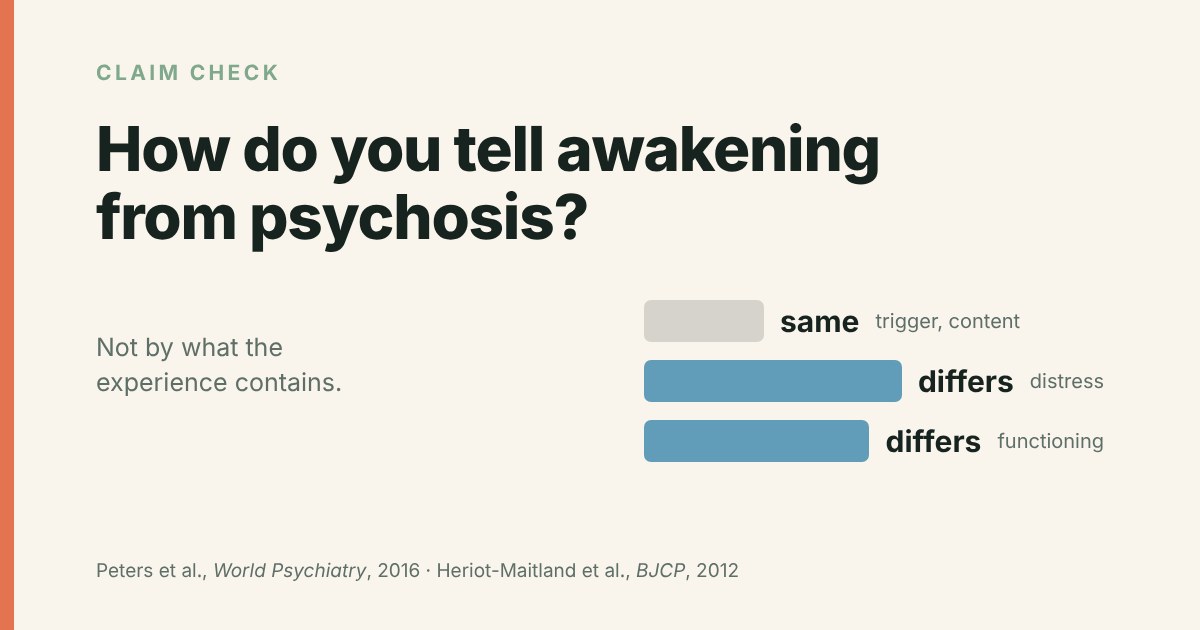 CLAIM CHECK
How do you tell awakening
from psychosis?
Not by what the
experience contains.
same trigger, content
differs distress
differs functioning
Peters et al., World Psychiatry, 2016 · Heriot-Maitland et al., BJCP, 2012